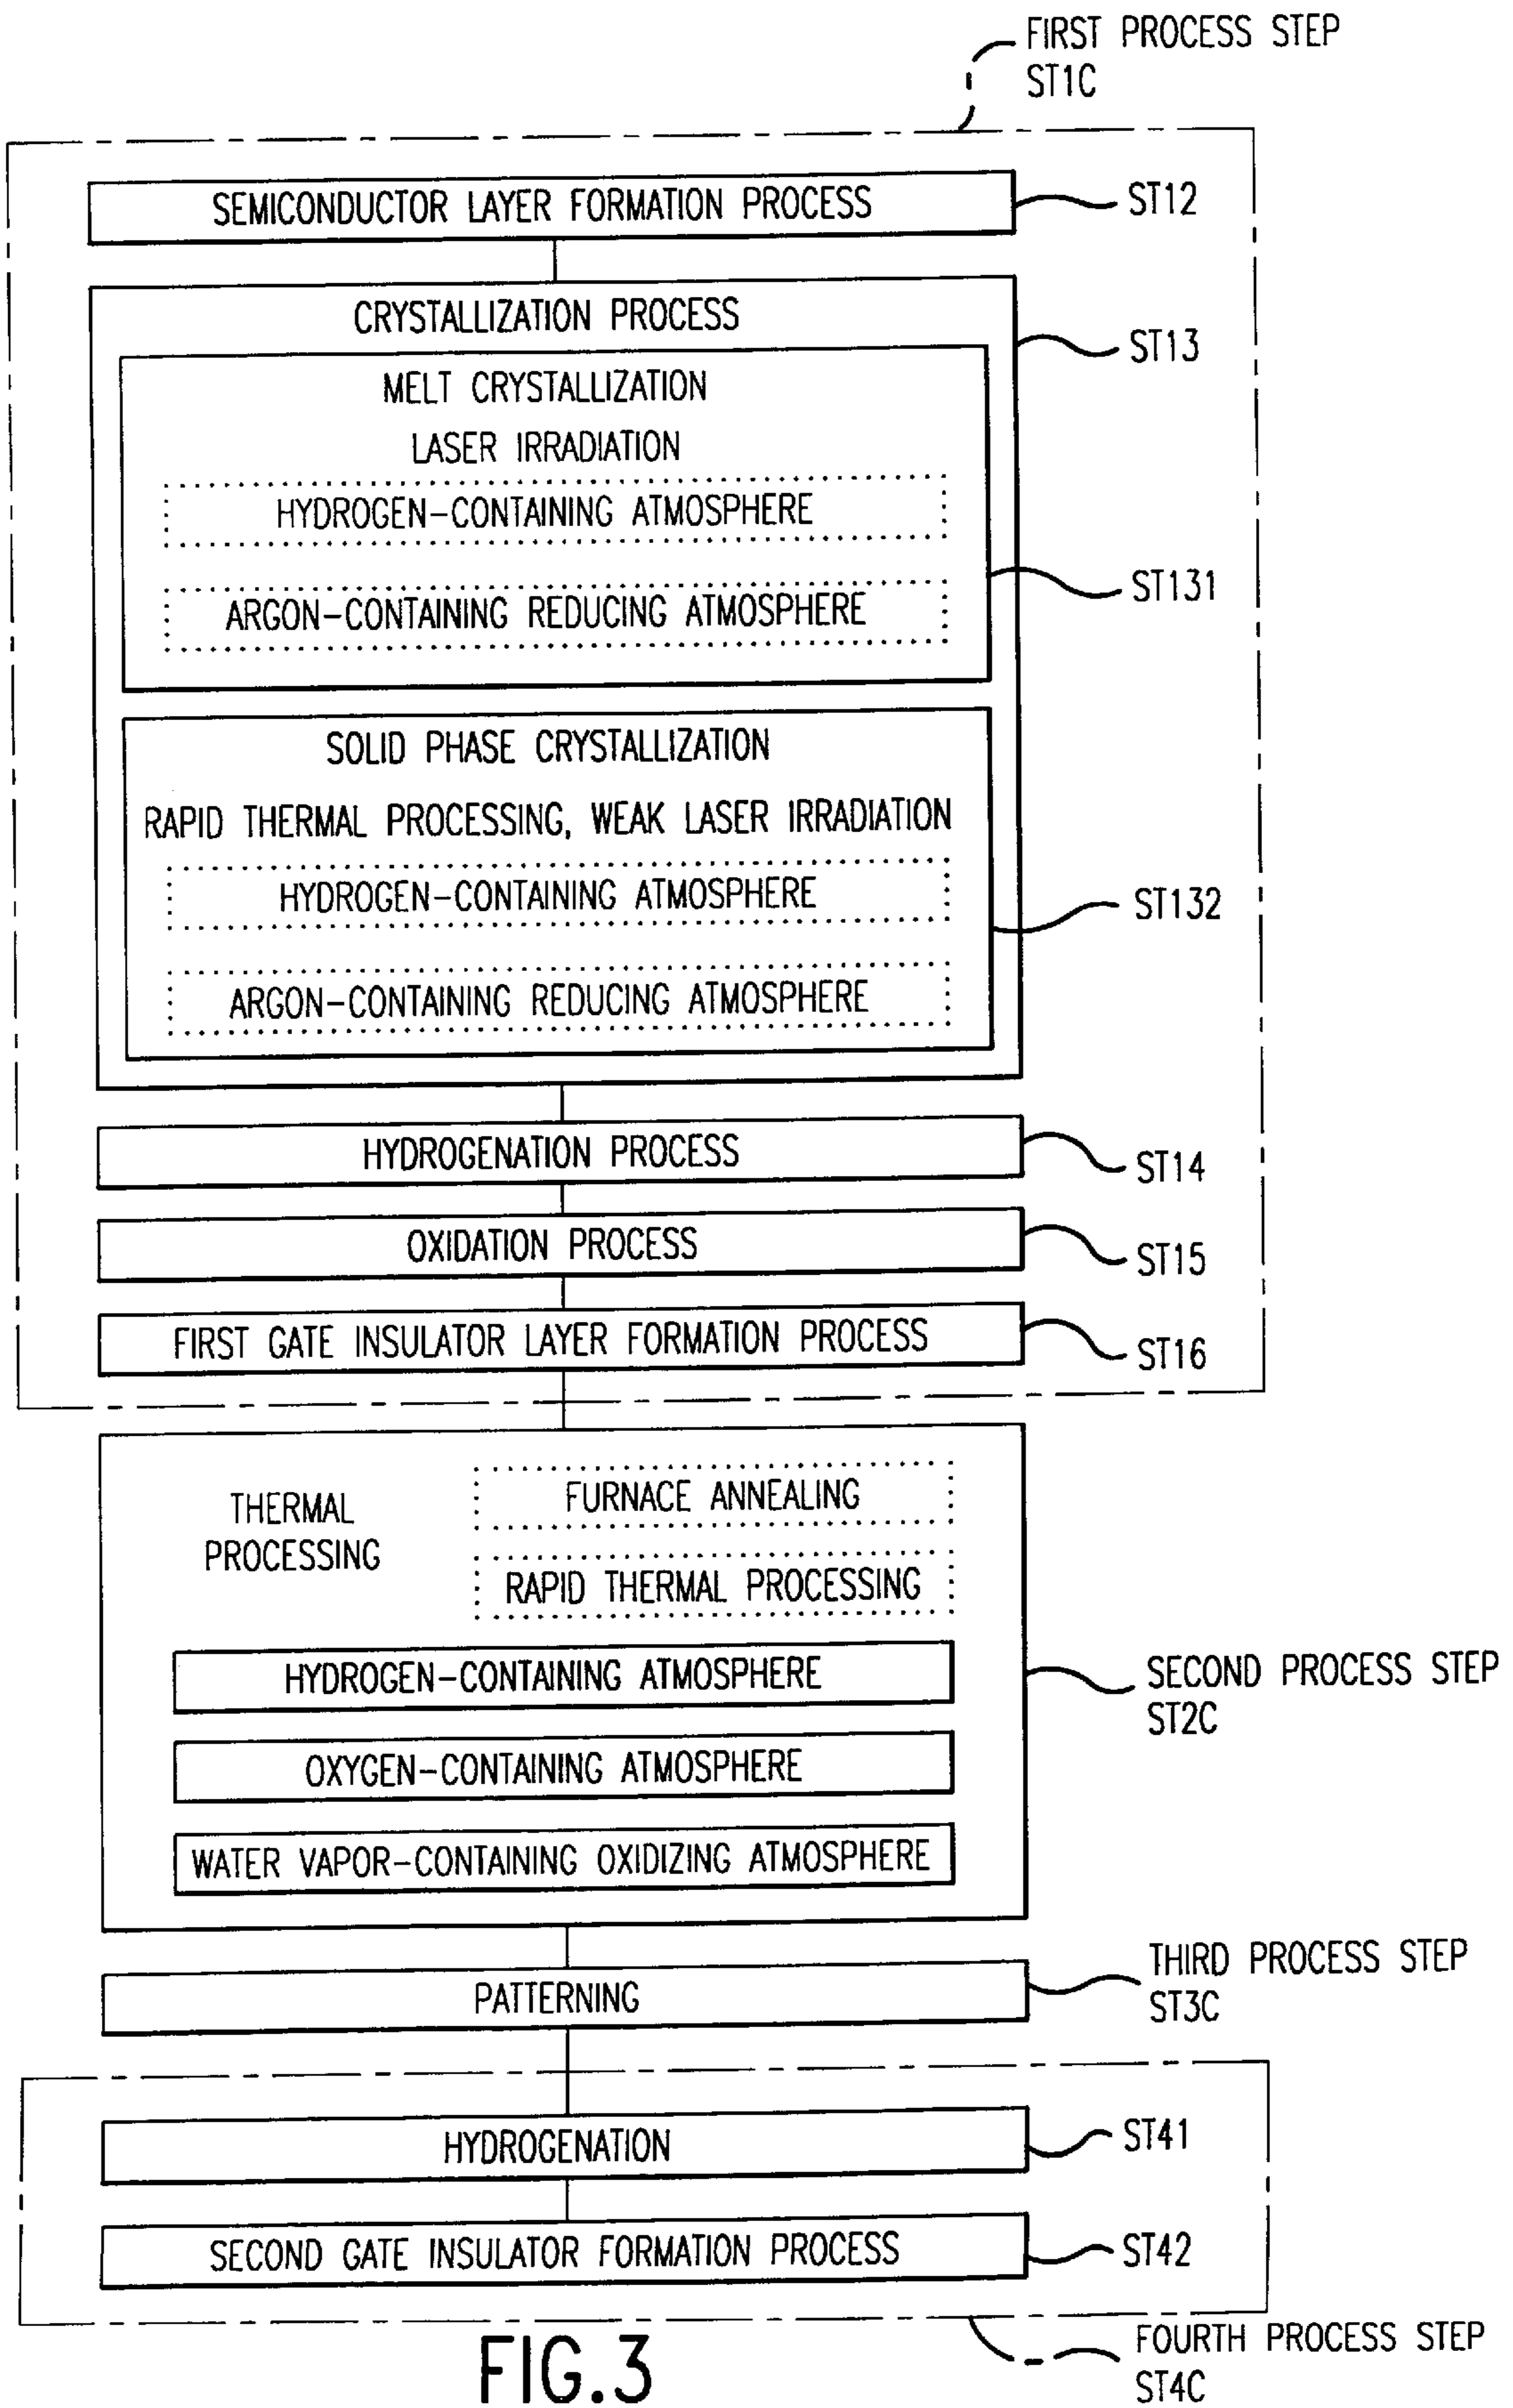 FIRST PROCESS STEP
ST1C
SEMICONDUCTOR LAYER FORMATION PROCESS
ST12
CRYSTALLIZATION PROCESS
ST13
MELT CRYSTALLIZATION
LASER IRRADIATION
HYDROGEN-CONTAINING ATMOSPHERE
ST131
ARGON-CONTAINING REDUCING ATMOSPHERE
SOLID PHASE CRYSTALLIZATION
RAPID THERMAL PROCESSING, WEAK LASER IRRADIATION
HYDROGEN-CONTAINING ATMOSPHERE
ST132
ARGON-CONTAINING REDUCING ATMOSPHERE
HYDROGENATION PROCESS
ST14
OXIDATION PROCESS
ST15
FIRST GATE INSULATOR LAYER FORMATION PROCESS
ST16
THERMAL
PROCESSING
FURNACE ANNEALING
RAPID THERMAL PROCESSING
HYDROGEN-CONTAINING ATMOSPHERE
SECOND PROCESS STEP
ST2C
OXYGEN-CONTAINING ATMOSPHERE
WATER VAPOR-CONTAINING OXIDIZING ATMOSPHERE
THIRD PROCESS STEP
ST3C
PATTERNING
HYDROGENATION
ST41
SECOND GATE INSULATOR FORMATION PROCESS
ST42
FOURTH PROCESS STEP
ST4C
FIG.3